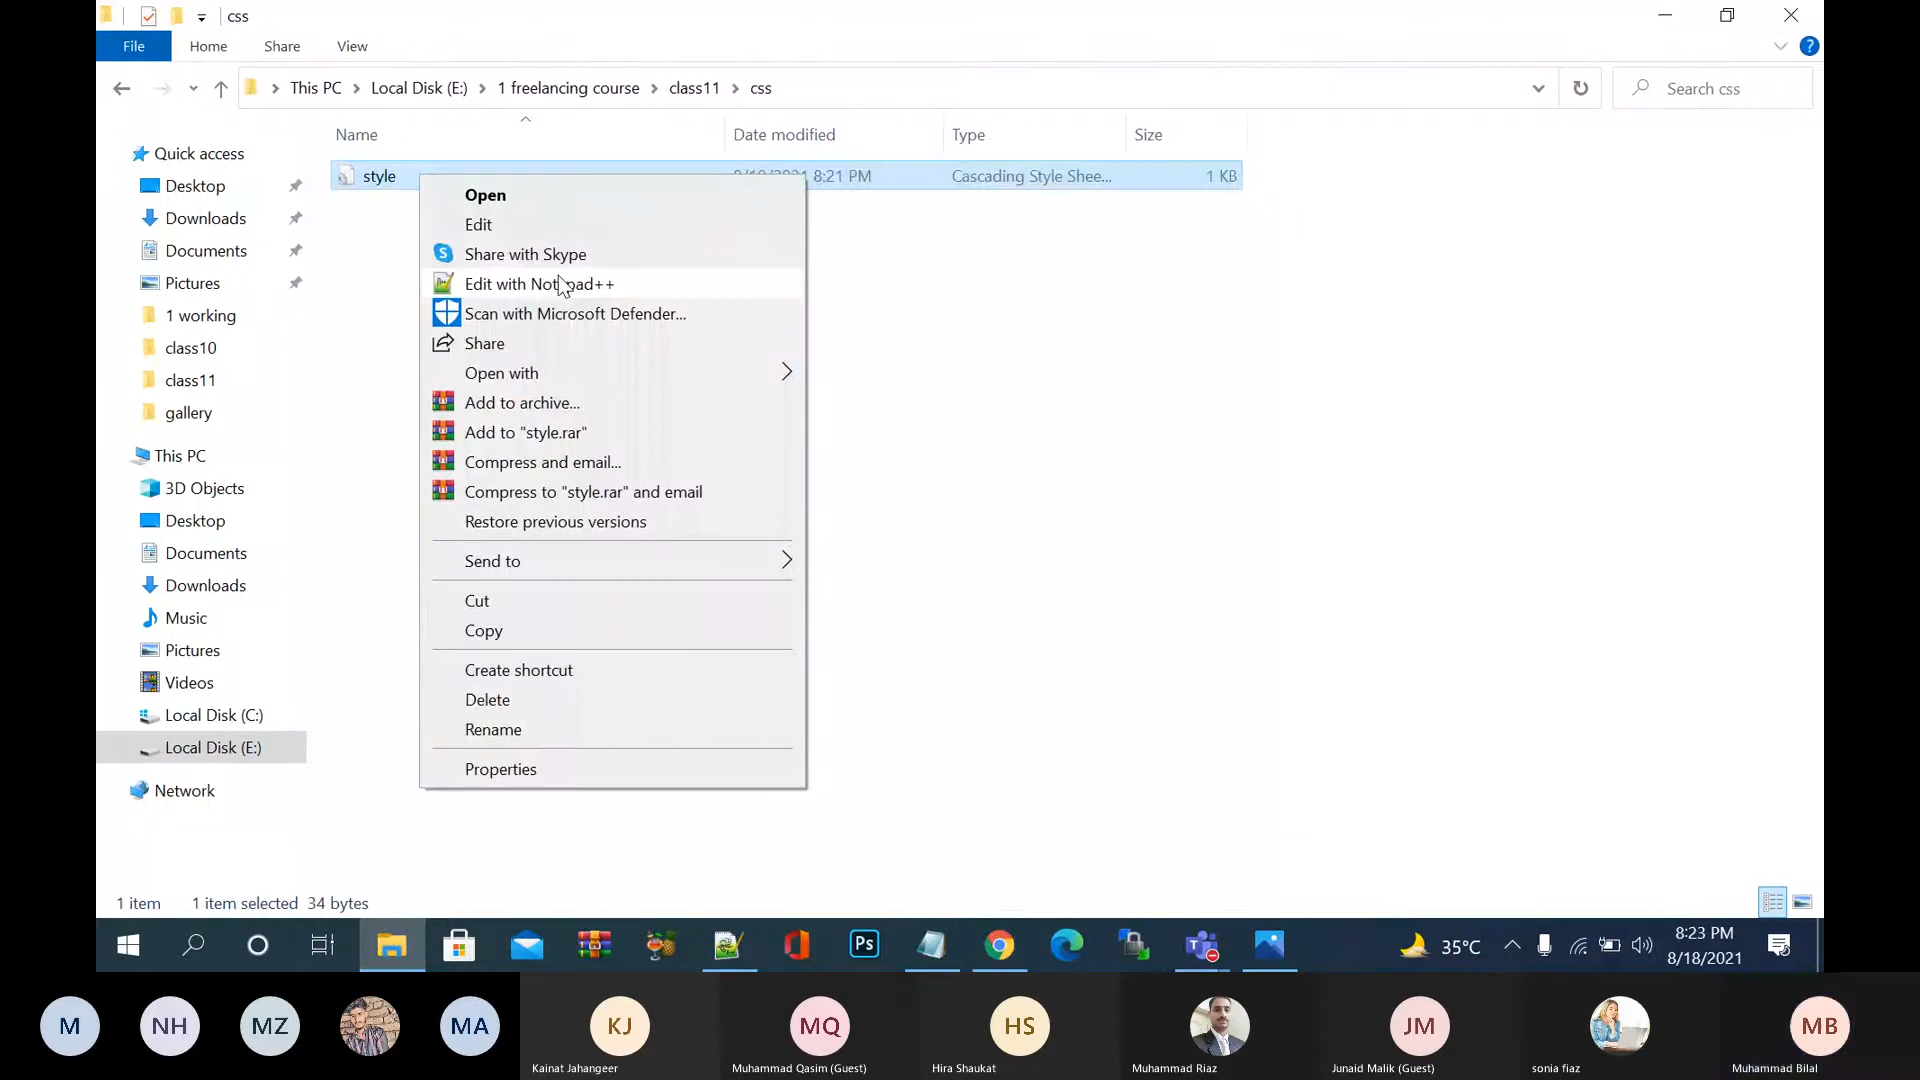 css
File Home Share View ?
This PC Local Disk (E:) 1 freelancing course class11 css
Search css
Name Date modified Type Size
style 8:21 PM Cascading Style Shee... 1 KB
Quick access
Desktop
Downloads
Documents
Pictures
1 working
class10
class11
gallery
This PC
3D Objects
Desktop
Documents
Downloads
Music
Pictures
Videos
Local Disk (C:)
Local Disk (E:)
Network
Open
Edit
S Share with Skype
Edit with Notepad++
Scan with Microsoft Defender...
Share
Open with
Add to archive...
Add to "style.rar"
Compress and email...
Compress to "style.rar" and email
Restore previous versions
Send to
Cut
Copy
Create shortcut
Delete
Rename
Properties
1 item 1 item selected 34 bytes
Ps
35°C
8:23 PM
8/18/2021
M NH MZ MA KJ MQ HS JM MB
Kainat Jahangeer Muhammad Qasim (Guest) Hira Shaukat Muhammad Riaz Junaid Malik (Guest) sonia fiaz Muhammad Bilal